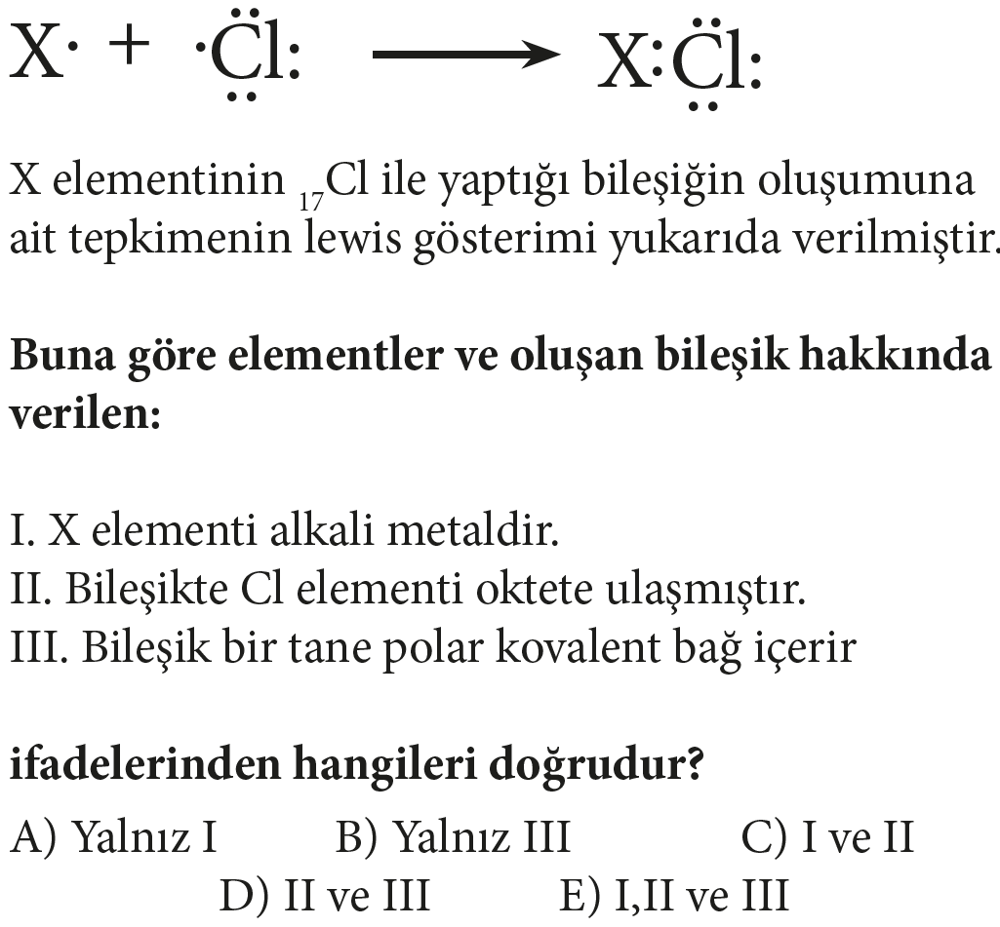 X· + ·C̤̈l: ⟶ X:C̤̈l:
X elementinin ₁₇Cl ile yaptığı bileşiğin oluşumuna
ait tepkimenin lewis gösterimi yukarıda verilmiştir.
Buna göre elementler ve oluşan bileşik hakkında
verilen:
I. X elementi alkali metaldir.
II. Bileşikte Cl elementi oktete ulaşmıştır.
III. Bileşik bir tane polar kovalent bağ içerir
ifadelerinden hangileri doğrudur?
A) Yalnız I B) Yalnız III C) I ve II
D) II ve III E) I,II ve III